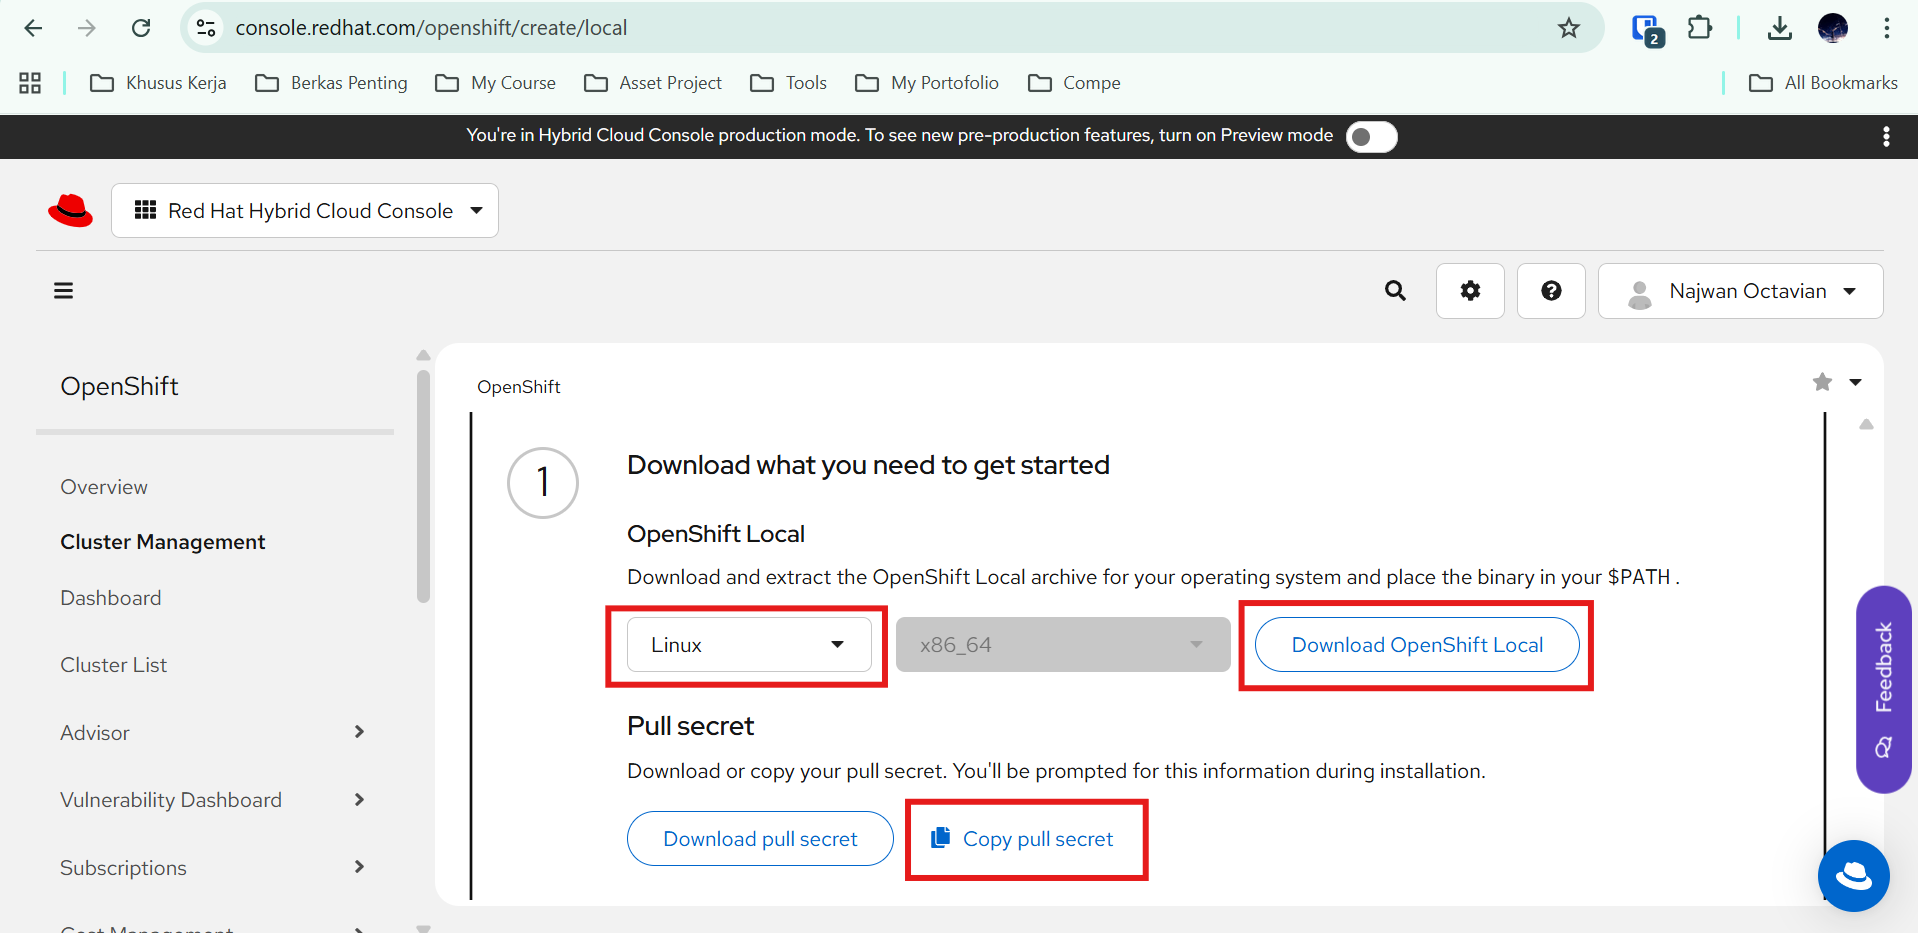 console.redhat.com/openshift/create/local
2
Khusus Kerja
Berkas Penting
My Course
Asset Project
Tools
My Portofolio
Compe
All Bookmarks
You're in Hybrid Cloud Console production mode. To see new pre-production features, turn on Preview mode
Red Hat Hybrid Cloud Console
Najwan Octavian
OpenShift
Overview
Cluster Management
Dashboard
Cluster List
Advisor
Vulnerability Dashboard
Subscriptions
Cost Management
OpenShift
1
Download what you need to get started
OpenShift Local
Download and extract the OpenShift Local archive for your operating system and place the binary in your $PATH .
Linux
x86_64
Download OpenShift Local
Pull secret
Download or copy your pull secret. You'll be prompted for this information during installation.
Download pull secret
Copy pull secret
Feedback